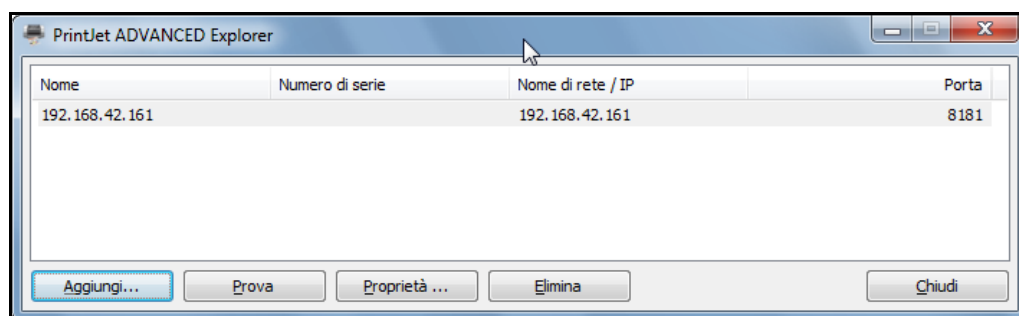 PrintJet ADVANCED Explorer
Nome Numero di serie Nome di rete / IP Porta
192.168.42.161 192.168.42.161 8181
Aggiungi... Prova Proprietà ... Elimina Chiudi